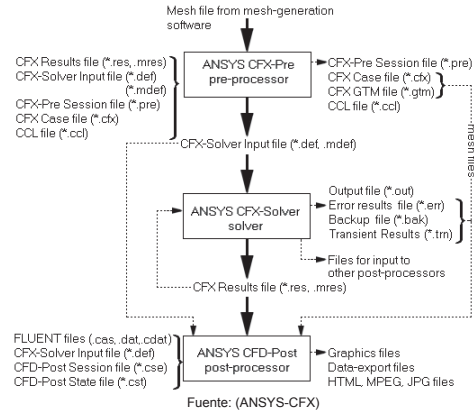 Mesh file from mesh-generation
software
CFX Results file (*.res, .mres)
CFX-Solver Input file (*.def)
(*.mdef)
CFX-Pre Session file (*.pre)
CFX Case file (*.cfx)
CCL file (*.ccl)
ANSYS CFX-Pre
pre-processor
CFX-Pre Session file (*.pre)
CFX Case file (*.cfx)
CFX GTM file (*.gtm)
CCL file (*.ccl)
mesh files
CFX-Solver Input file (*.def, .mdef)
ANSYS CFX-Solver
solver
Output file (*.out)
Error results file (*.err)
Backup file (*.bak)
Transient Results (*.trn)
Files for input to
other post-processors
CFX Results file (*.res, .mres)
FLUENT files (.cas,.dat,.cdat)
CFX-Solver Input file (*.def)
CFD-Post Session file (*.cse)
CFD-Post State file (*.cst)
ANSYS CFD-Post
post-processor
Graphics files
Data-export files
HTML, MPEG, JPG files
Fuente: (ANSYS-CFX)